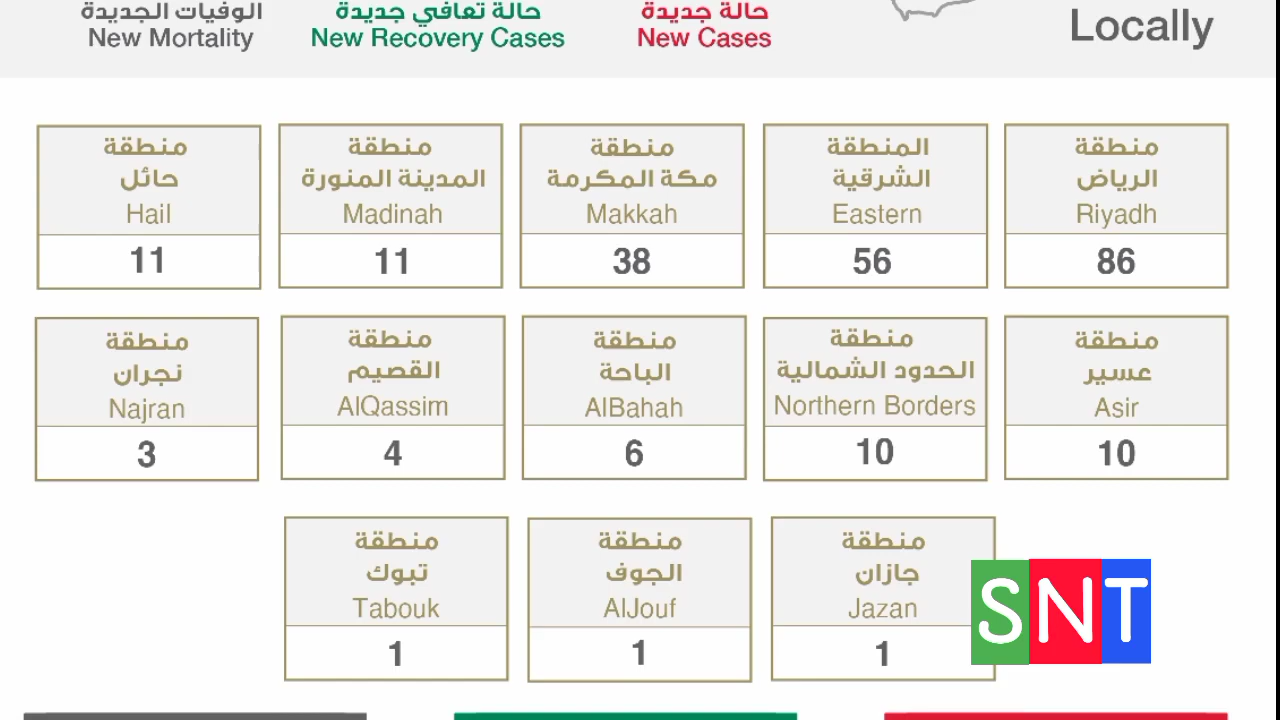 الوفيات الجديدة
New Mortality
حالة تعافي جديدة
New Recovery Cases
حالة جديدة
New Cases
Locally
منطقة
حائل
Hail
11
منطقة
المدينة المنورة
Madinah
11
منطقة
مكة المكرمة
Makkah
38
المنطقة
الشرقية
Eastern
56
منطقة
الرياض
Riyadh
86
منطقة
نجران
Najran
3
منطقة
القصيم
AlQassim
4
منطقة
الباحة
AlBahah
6
منطقة
الحدود الشمالية
Northern Borders
10
منطقة
عسير
Asir
10
منطقة
تبوك
Tabouk
1
منطقة
الجوف
AlJouf
1
منطقة
جازان
Jazan
1
SNT